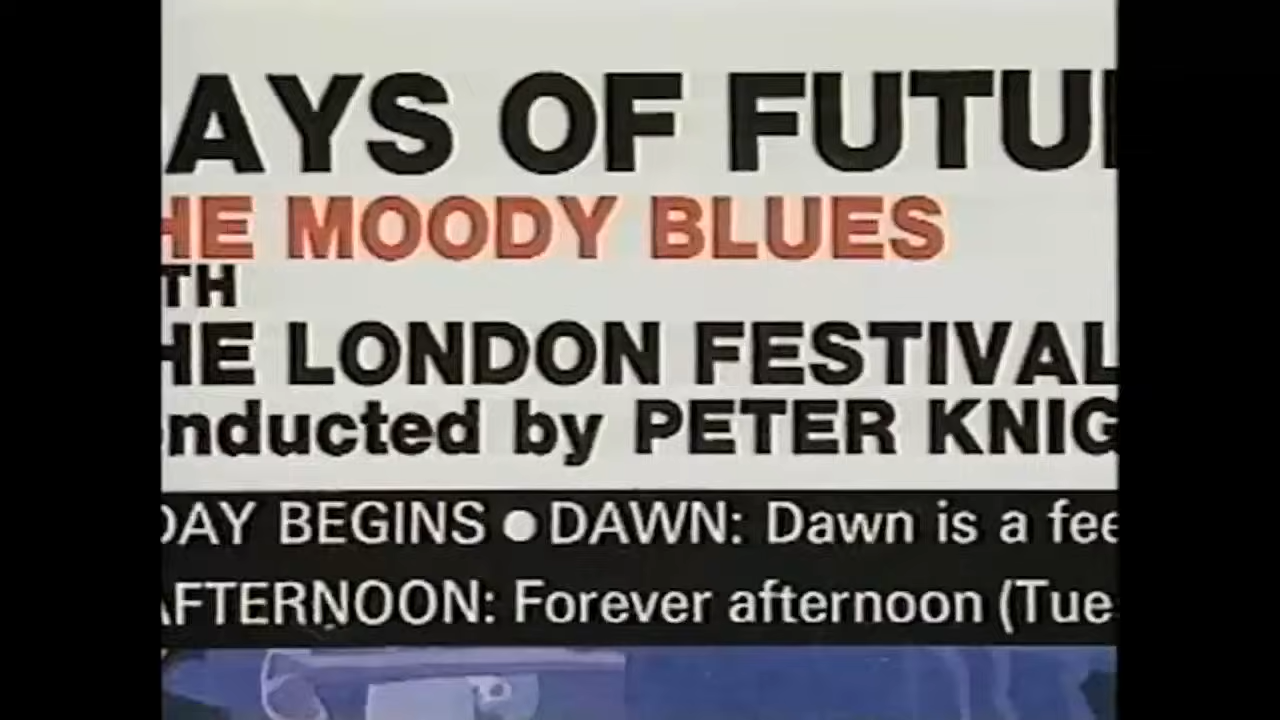 AYS OF FUTU
HE MOODY BLUES
TH
HE LONDON FESTIVAL
nducted by PETER KNIG
DAY BEGINS ● DAWN: Dawn is a fee
AFTERNOON: Forever afternoon (Tue